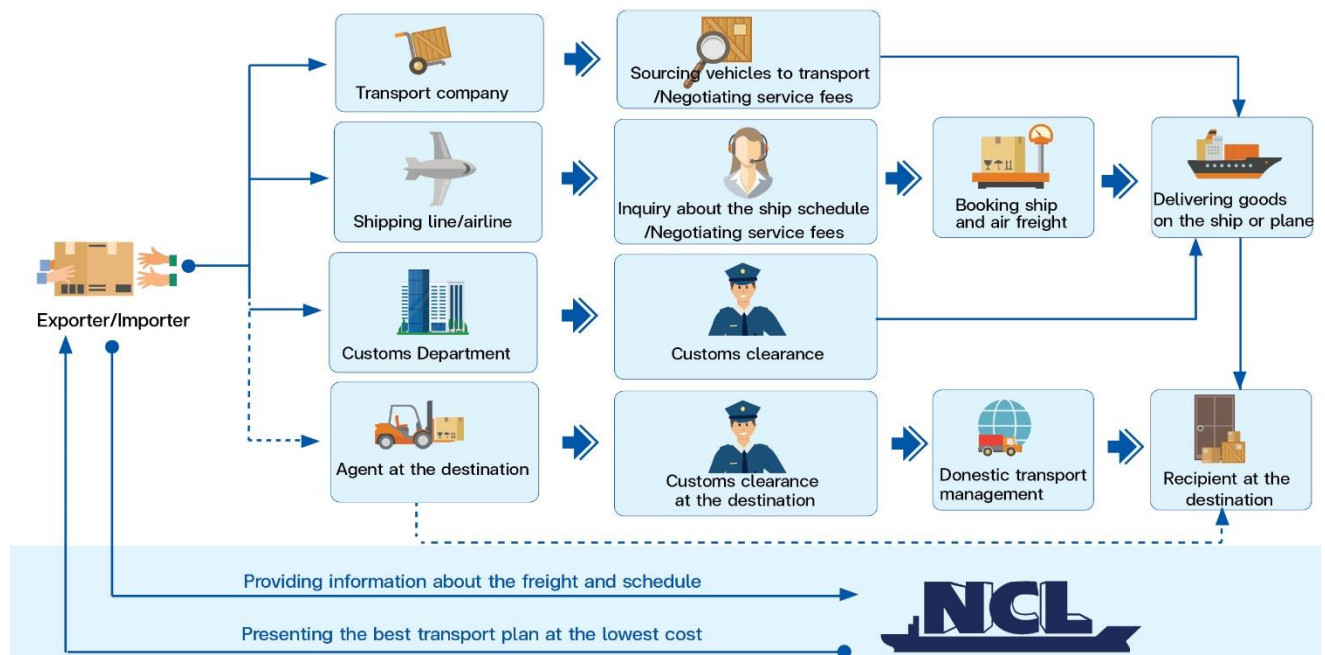 Transport company
Sourcing vehicles to transport
/Negotiating service fees
Shipping line/airline
Inquiry about the ship schedule
/Negotiating service fees
Booking ship
and air freight
Delivering goods
on the ship or plane
Exporter/Importer
Customs Department
Customs clearance
Agent at the destination
Customs clearance
at the destination
Donestic transport
management
Recipient at the
destination
Providing information about the freight and schedule
Presenting the best transport plan at the lowest cost
NCL